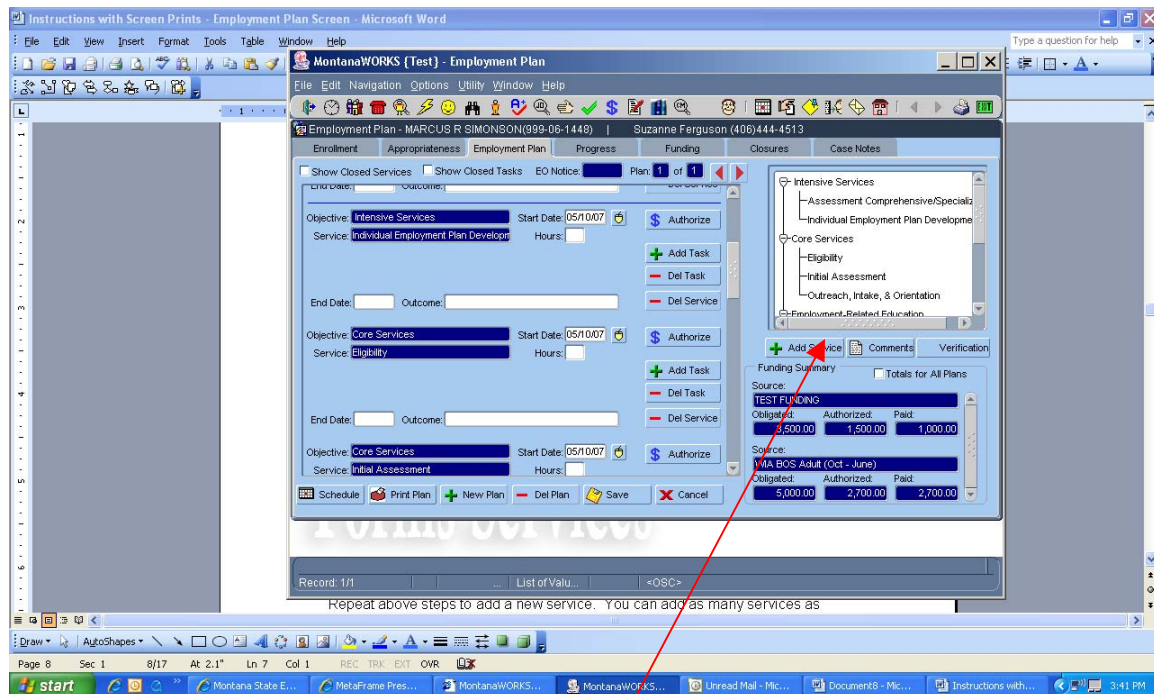 Instructions with Screen Prints - Employment Plan Screen - Microsoft Word
File Edit View Insert Format Tools Table Window Help
Type a question for help
MontanaWORKS {Test} - Employment Plan
File Edit Navigation Options Utility Window Help
EXIT
Employment Plan - MARCUS R SIMONSON(999-06-1448) | Suzanne Ferguson (406)444-4513
Enrollment Appropriateness Employment Plan Progress Funding Closures Case Notes
Show Closed Services Show Closed Tasks EO Notice: Plan: 1 of 1
End Date: Outcome: Del Service
Objective: Intensive Services Start Date: 05/10/07 Authorize
Service: Individual Employment Plan Developm Hours:
Add Task
Del Task
End Date: Outcome: Del Service
Objective: Core Services Start Date: 05/10/07 Authorize
Service: Eligibility Hours:
Add Task
Del Task
End Date: Outcome: Del Service
Objective: Core Services Start Date: 05/10/07 Authorize
Service: Initial Assessment Hours:
Schedule Print Plan New Plan Del Plan Save Cancel
Intensive Services
Assessment Comprehensive/Specializ
Individual Employment Plan Developme
Core Services
Eligibility
Initial Assessment
Outreach, Intake, & Orientation
Employment-Related Education
Add Service Comments Verification
Funding Summary Totals for All Plans
Source:
TEST FUNDING
Obligated: Authorized: Paid:
3,500.00 1,500.00 1,000.00
Source:
WIA BOS Adult (Oct - June)
Obligated: Authorized: Paid:
5,000.00 2,700.00 2,700.00
Forms Services
Record: 1/1 ... List of Valu... <OSC>
Repeat above steps to add a new service. You can add as many services as
Draw AutoShapes
Page 8 Sec 1 8/17 At 2.1" Ln 7 Col 1 REC TRK EXT OVR
start Montana State E... MetaFrame Pres... MontanaWORKS... MontanaWORKS... Unread Mail - Mic... Document8 - Mic... Instructions with... 3:41 PM